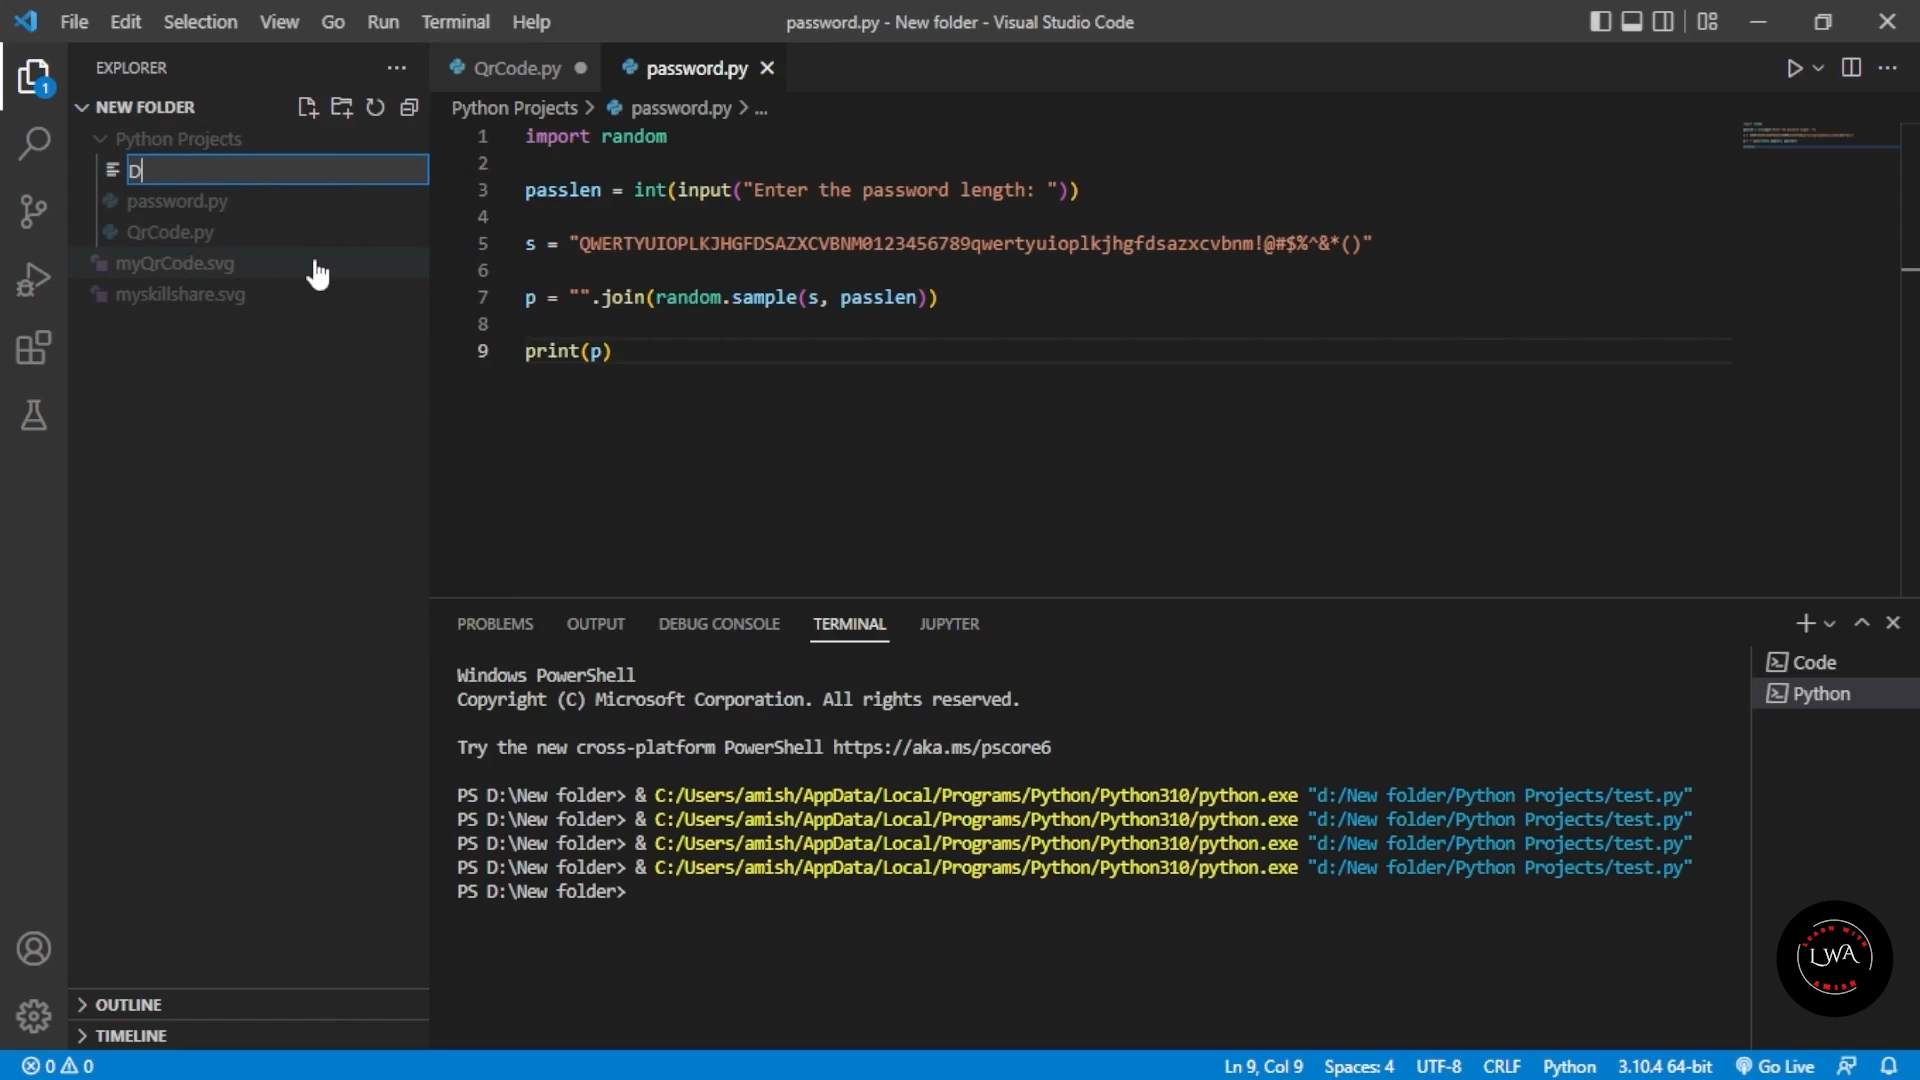 File Edit Selection View Go Run Terminal Help
password.py - New folder - Visual Studio Code
EXPLORER
QrCode.py
password.py
1
NEW FOLDER
Python Projects
D
password.py
QrCode.py
myQrCode.svg
myskillshare.svg
OUTLINE
TIMELINE
Python Projects > password.py > ...
1 import random
2
3 passlen = int(input("Enter the password length: "))
4
5 s = "QWERTYUIOPLKJHGFDSAZXCVBNM0123456789qwertyuioplkjhgfdsazxcvbnm!@#$%^&*()"
6
7 p = "".join(random.sample(s, passlen))
8
9 print(p)
PROBLEMS OUTPUT DEBUG CONSOLE TERMINAL JUPYTER
Windows PowerShell
Copyright (C) Microsoft Corporation. All rights reserved.
Try the new cross-platform PowerShell https://aka.ms/pscore6
PS D:\New folder> & C:/Users/amish/AppData/Local/Programs/Python/Python310/python.exe "d:/New folder/Python Projects/test.py"
PS D:\New folder> & C:/Users/amish/AppData/Local/Programs/Python/Python310/python.exe "d:/New folder/Python Projects/test.py"
PS D:\New folder> & C:/Users/amish/AppData/Local/Programs/Python/Python310/python.exe "d:/New folder/Python Projects/test.py"
PS D:\New folder> & C:/Users/amish/AppData/Local/Programs/Python/Python310/python.exe "d:/New folder/Python Projects/test.py"
PS D:\New folder>
Code
Python
LEARN WITH
LWA
AMISH
0 0
Ln 9, Col 9 Spaces: 4 UTF-8 CRLF Python 3.10.4 64-bit Go Live